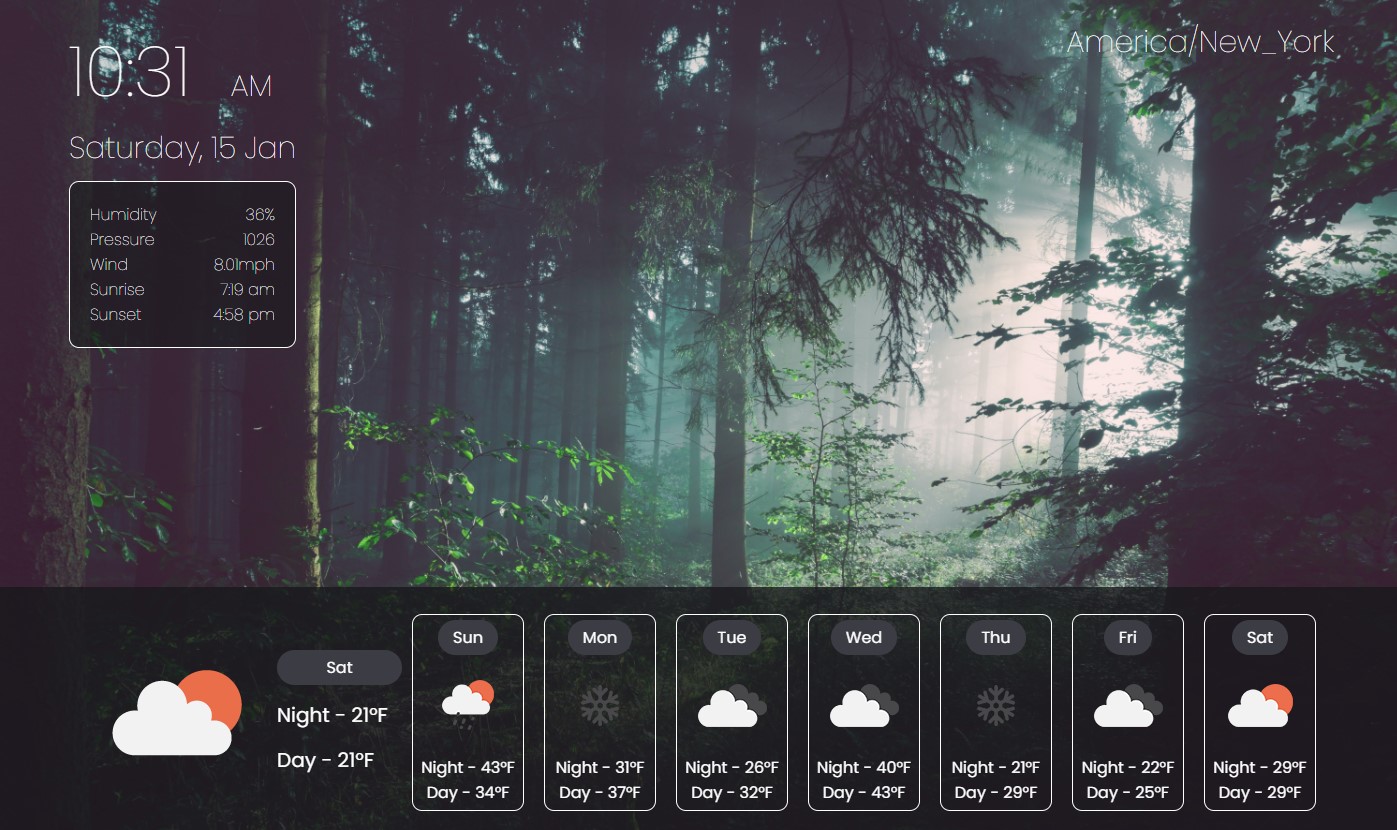 10:31 AM
America/New_York
Saturday, 15 Jan
Humidity 36%
Pressure 1026
Wind 8.01mph
Sunrise 7:19 am
Sunset 4:58 pm
Sat
Night - 21°F
Day - 21°F
Sun
Night - 43°F
Day - 34°F
Mon
Night - 31°F
Day - 37°F
Tue
Night - 26°F
Day - 32°F
Wed
Night - 40°F
Day - 43°F
Thu
Night - 21°F
Day - 29°F
Fri
Night - 22°F
Day - 25°F
Sat
Night - 29°F
Day - 29°F